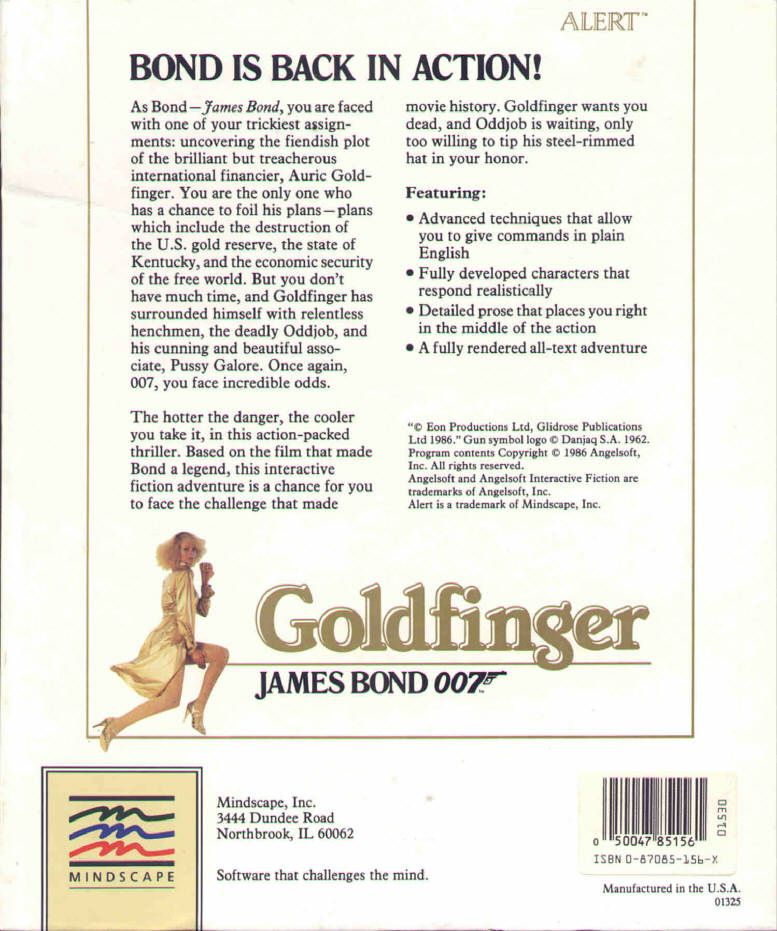 ALERT™
BOND IS BACK IN ACTION!
As Bond—James Bond, you are faced
with one of your trickiest assign-
ments: uncovering the fiendish plot
of the brilliant but treacherous
international financier, Auric Gold-
finger. You are the only one who
has a chance to foil his plans—plans
which include the destruction of
the U.S. gold reserve, the state of
Kentucky, and the economic security
of the free world. But you don't
have much time, and Goldfinger has
surrounded himself with relentless
henchmen, the deadly Oddjob, and
his cunning and beautiful asso-
ciate, Pussy Galore. Once again,
007, you face incredible odds.
The hotter the danger, the cooler
you take it, in this action-packed
thriller. Based on the film that made
Bond a legend, this interactive
fiction adventure is a chance for you
to face the challenge that made
movie history. Goldfinger wants you
dead, and Oddjob is waiting, only
too willing to tip his steel-rimmed
hat in your honor.
Featuring:
• Advanced techniques that allow
you to give commands in plain
English
• Fully developed characters that
respond realistically
• Detailed prose that places you right
in the middle of the action
• A fully rendered all-text adventure
"© Eon Productions Ltd, Glidrose Publications
Ltd 1986." Gun symbol logo © Danjaq S.A. 1962.
Program contents Copyright © 1986 Angelsoft,
Inc. All rights reserved.
Angelsoft and Angelsoft Interactive Fiction are
trademarks of Angelsoft, Inc.
Alert is a trademark of Mindscape, Inc.
Goldfinger
JAMES BOND 007™
MINDSCAPE
Mindscape, Inc.
3444 Dundee Road
Northbrook, IL 60062
Software that challenges the mind.
0 50047 85156 0
DE510
ISBN 0-87085-156-X
Manufactured in the U.S.A.
01325